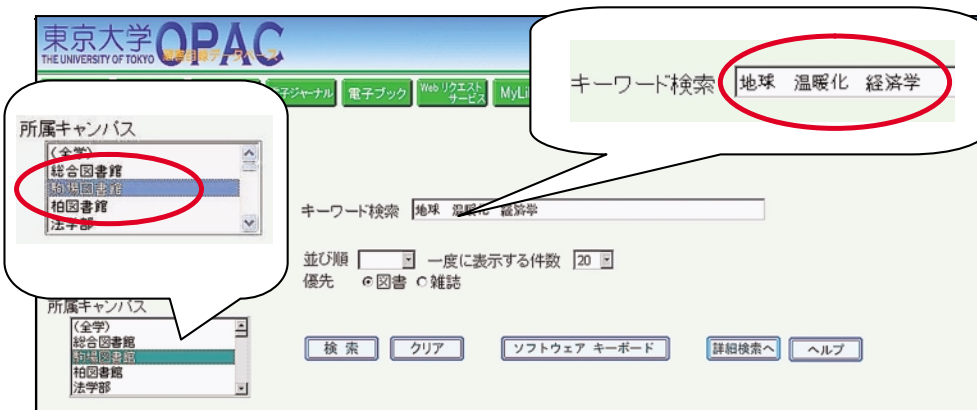 東京大学OPAC
THE UNIVERSITY OF TOKYO
電子ブック
Web リクエスト
サービス
キーワード検索 地球 温暖化 経済学
所属キャンパス
(全学)
総合図書館
駒場図書館
柏図書館
法学部
キーワード検索 地球 温暖化 経済学
並び順 一度に表示する件数 20
優先 図書 雑誌
所属キャンパス
(全学)
総合図書館
駒場図書館
柏図書館
法学部
検 索 クリア ソフトウェア キーボード 詳細検索へ ヘルプ